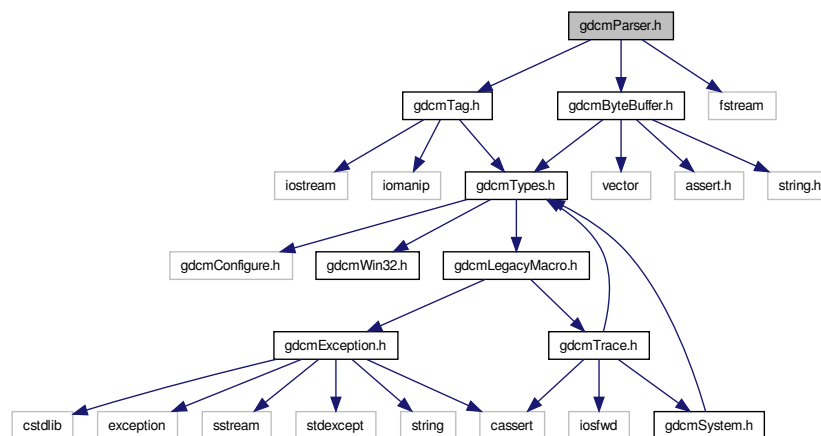 gdcmParser.h
gdcmTag.h
gdcmByteBuffer.h
fstream
iostream
iomanip
gdcmTypes.h
vector
assert.h
string.h
gdcmConfigure.h
gdcmWin32.h
gdcmLegacyMacro.h
gdcmException.h
gdcmTrace.h
cstdlib
exception
sstream
stdexcept
string
cassert
iosfwd
gdcmSystem.h